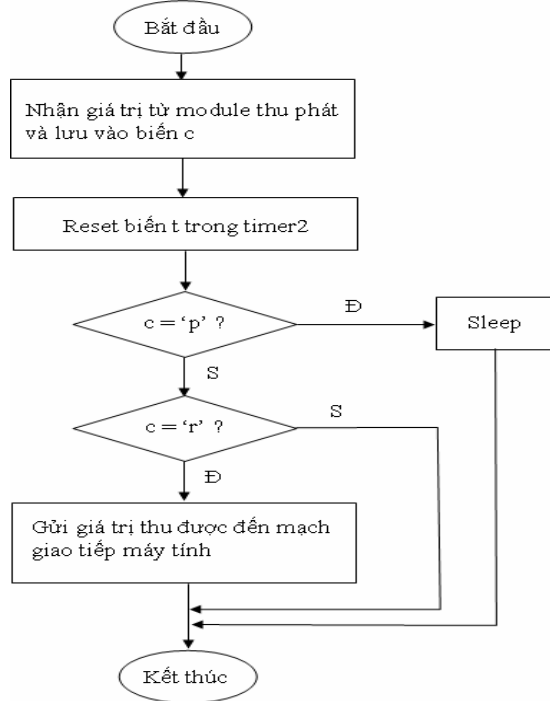 Bắt đầu
Nhận giá trị từ module thu phát
và lưu vào biến c
Reset biến t trong timer2
c = ‘p’ ?
Đ
Sleep
S
c = ‘r’ ?
S
Đ
Gửi giá trị thu được đến mạch
giao tiếp máy tính
Kết thúc